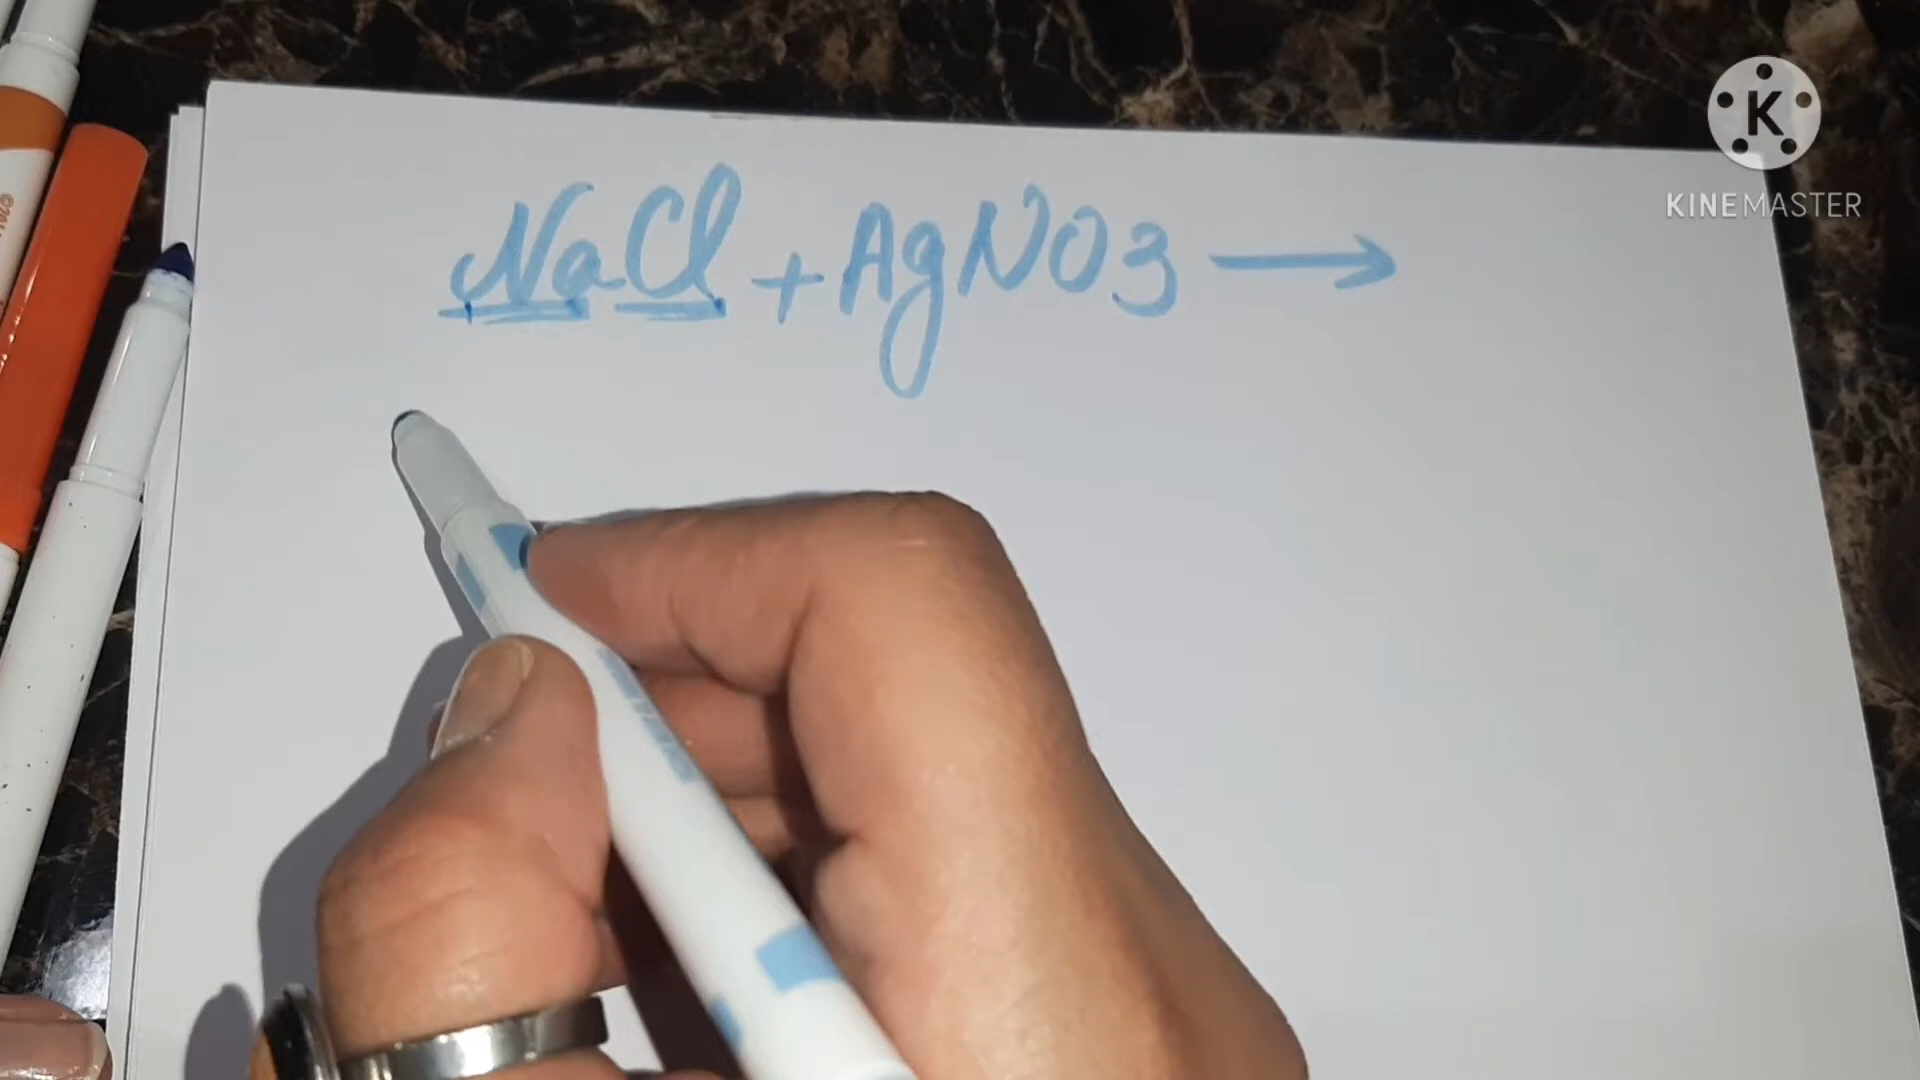 NaCl + AgNO3 →
K
KINEMASTER